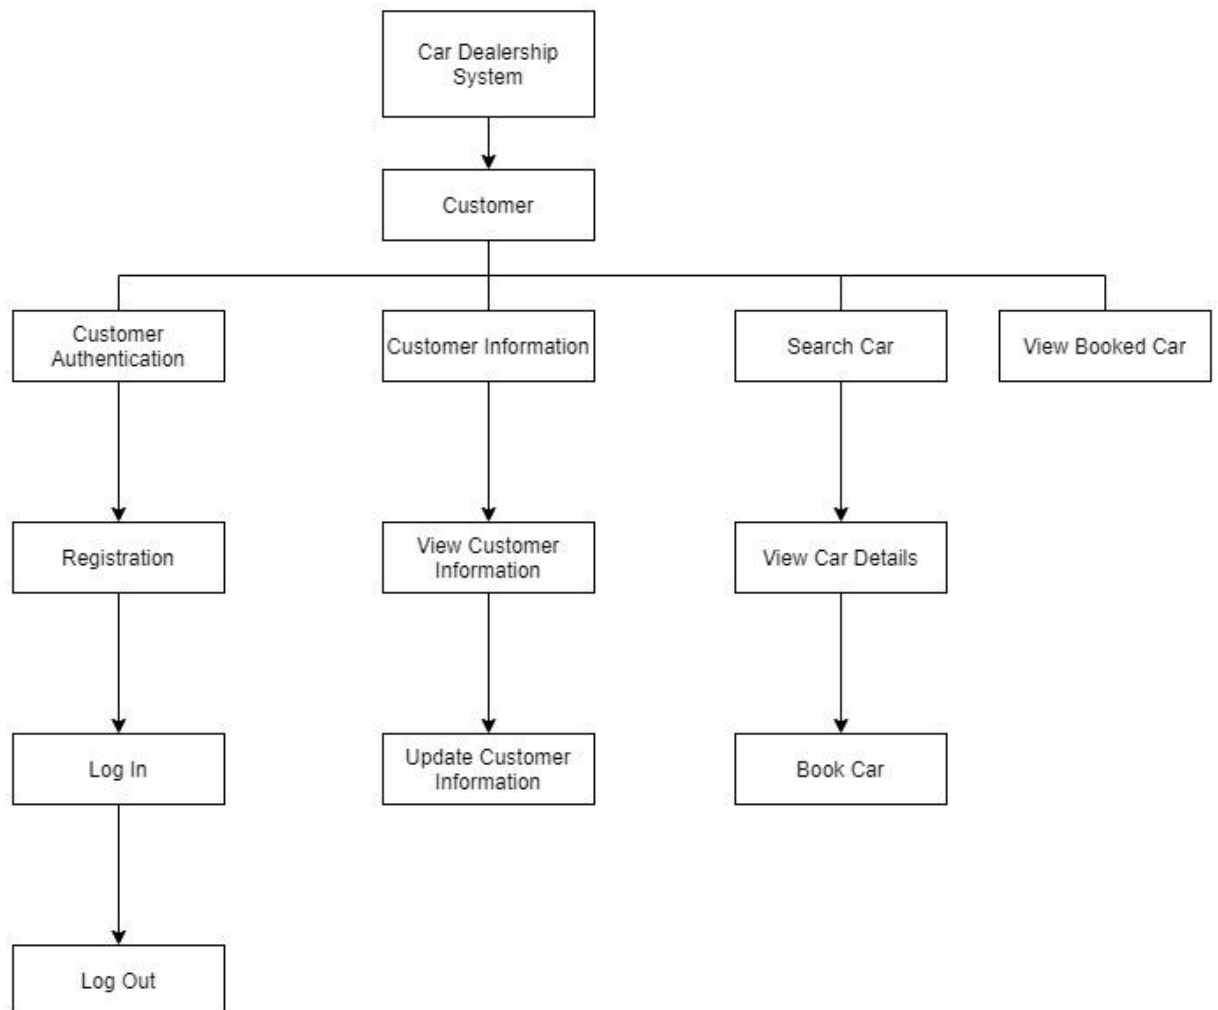 Car Dealership
System
Customer
Customer
Authentication
Customer Information
Search Car
View Booked Car
Registration
View Customer
Information
View Car Details
Log In
Update Customer
Information
Book Car
Log Out